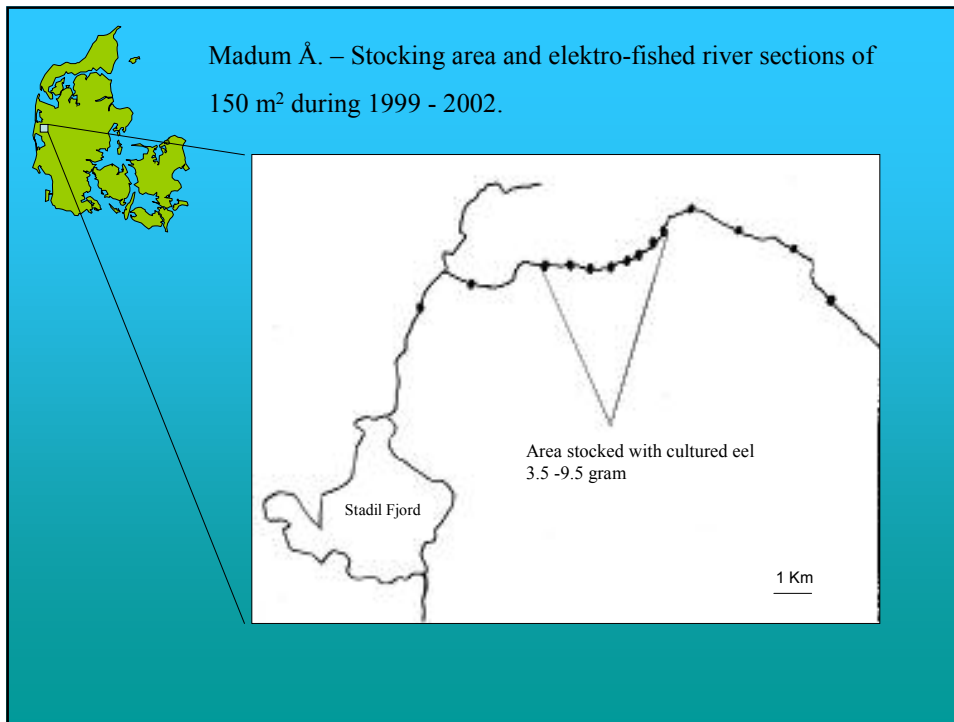 Madum Å. – Stocking area and elektro-fished river sections of
150 m² during 1999 - 2002.
Area stocked with cultured eel
3.5 -9.5 gram
Stadil Fjord
1 Km